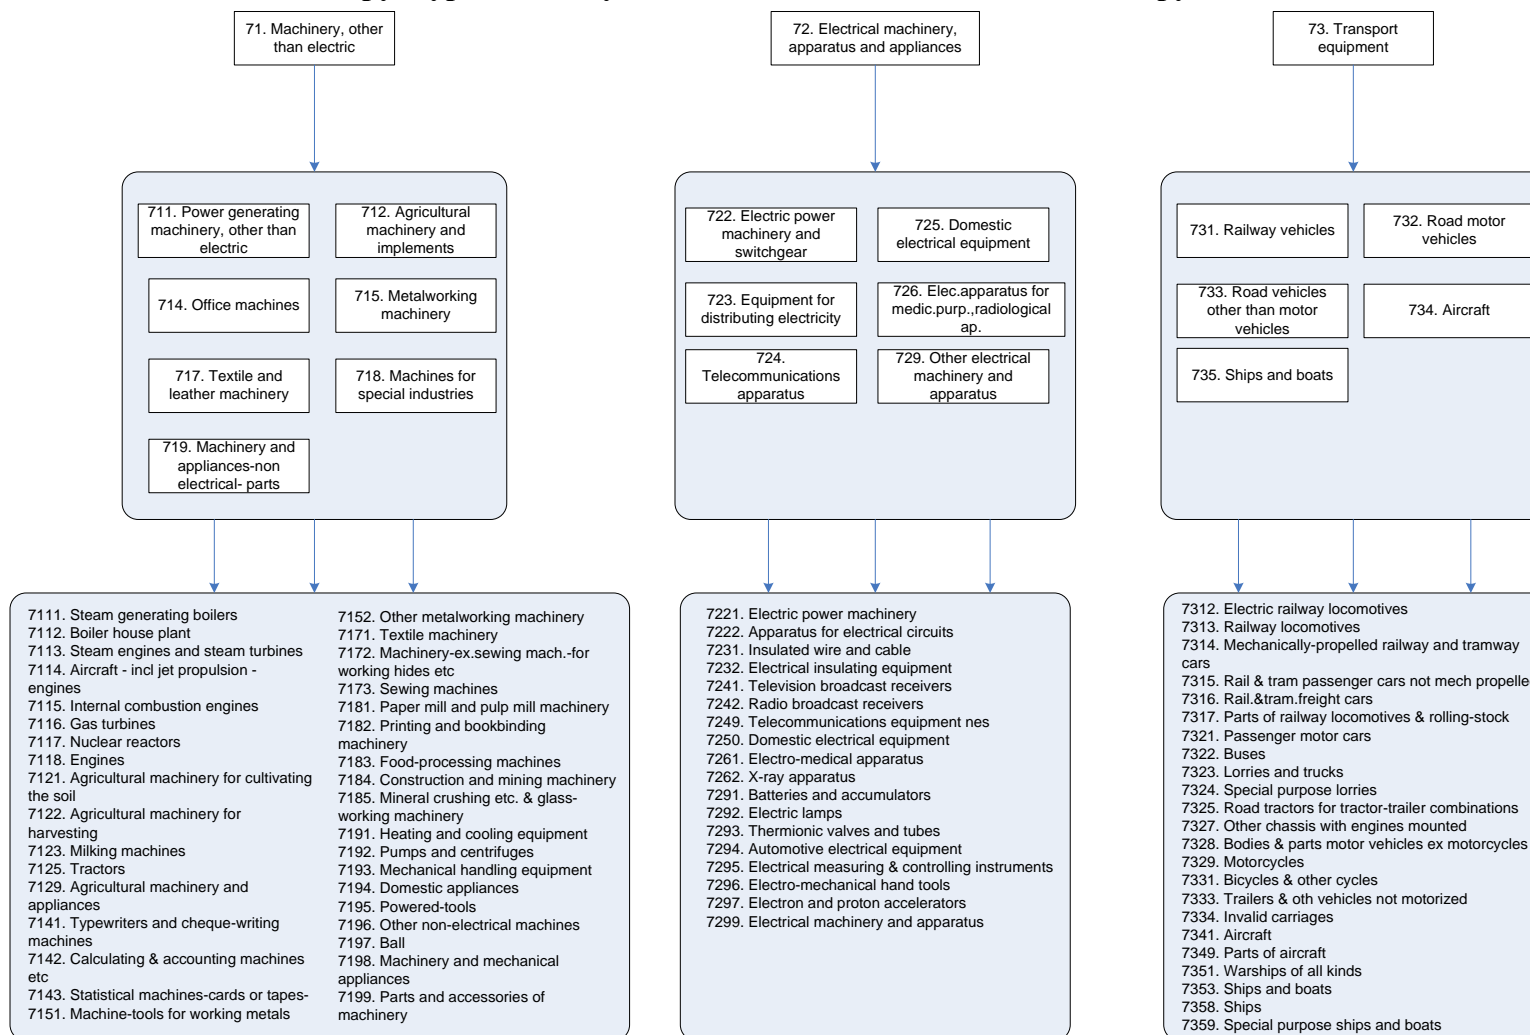 71. Machinery, other
than electric
72. Electrical machinery,
apparatus and appliances
73. Transport
equipment
711. Power generating
machinery, other than
electric
712. Agricultural
machinery and
implements
714. Office machines
715. Metalworking
machinery
717. Textile and
leather machinery
718. Machines for
special industries
719. Machinery and
appliances-non
electrical- parts
722. Electric power
machinery and
switchgear
725. Domestic
electrical equipment
723. Equipment for
distributing electricity
726. Elec.apparatus for
medic.purp.,radiological
ap.
724.
Telecommunications
apparatus
729. Other electrical
machinery and
apparatus
731. Railway vehicles
732. Road motor
vehicles
733. Road vehicles
other than motor
vehicles
734. Aircraft
735. Ships and boats
7111. Steam generating boilers
7112. Boiler house plant
7113. Steam engines and steam turbines
7114. Aircraft - incl jet propulsion -
engines
7115. Internal combustion engines
7116. Gas turbines
7117. Nuclear reactors
7118. Engines
7121. Agricultural machinery for cultivating
the soil
7122. Agricultural machinery for
harvesting
7123. Milking machines
7125. Tractors
7129. Agricultural machinery and
appliances
7141. Typewriters and cheque-writing
machines
7142. Calculating & accounting machines
etc
7143. Statistical machines-cards or tapes-
7151. Machine-tools for working metals
7152. Other metalworking machinery
7171. Textile machinery
7172. Machinery-ex.sewing mach.-for
working hides etc
7173. Sewing machines
7181. Paper mill and pulp mill machinery
7182. Printing and bookbinding
machinery
7183. Food-processing machines
7184. Construction and mining machinery
7185. Mineral crushing etc. & glass-
working machinery
7191. Heating and cooling equipment
7192. Pumps and centrifuges
7193. Mechanical handling equipment
7194. Domestic appliances
7195. Powered-tools
7196. Other non-electrical machines
7197. Ball
7198. Machinery and mechanical
appliances
7199. Parts and accessories of
machinery
7221. Electric power machinery
7222. Apparatus for electrical circuits
7231. Insulated wire and cable
7232. Electrical insulating equipment
7241. Television broadcast receivers
7242. Radio broadcast receivers
7249. Telecommunications equipment nes
7250. Domestic electrical equipment
7261. Electro-medical apparatus
7262. X-ray apparatus
7291. Batteries and accumulators
7292. Electric lamps
7293. Thermionic valves and tubes
7294. Automotive electrical equipment
7295. Electrical measuring & controlling instruments
7296. Electro-mechanical hand tools
7297. Electron and proton accelerators
7299. Electrical machinery and apparatus
7312. Electric railway locomotives
7313. Railway locomotives
7314. Mechanically-propelled railway and tramway
cars
7315. Rail & tram passenger cars not mech propelle
7316. Rail.&tram.freight cars
7317. Parts of railway locomotives & rolling-stock
7321. Passenger motor cars
7322. Buses
7323. Lorries and trucks
7324. Special purpose lorries
7325. Road tractors for tractor-trailer combinations
7327. Other chassis with engines mounted
7328. Bodies & parts motor vehicles ex motorcycles
7329. Motorcycles
7331. Bicycles & other cycles
7333. Trailers & oth vehicles not motorized
7334. Invalid carriages
7341. Aircraft
7349. Parts of aircraft
7351. Warships of all kinds
7353. Ships and boats
7358. Ships
7359. Special purpose ships and boats